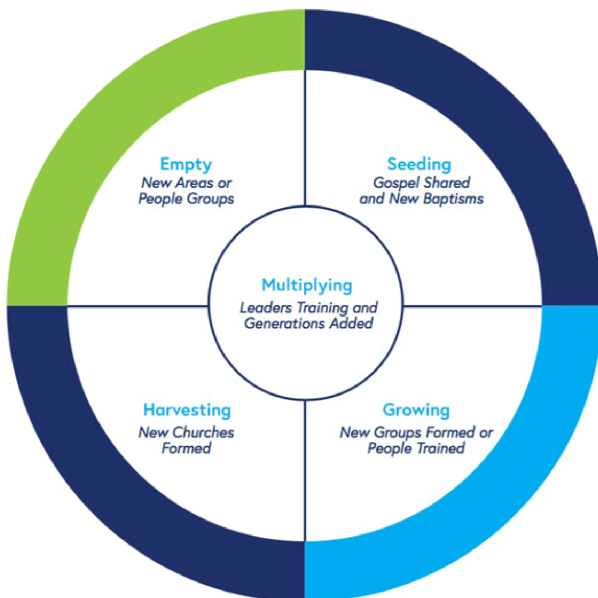 Empty
New Areas or
People Groups
Seeding
Gospel Shared
and New Baptisms
Multiplying
Leaders Training and
Generations Added
Harvesting
New Churches
Formed
Growing
New Groups Formed or
People Trained